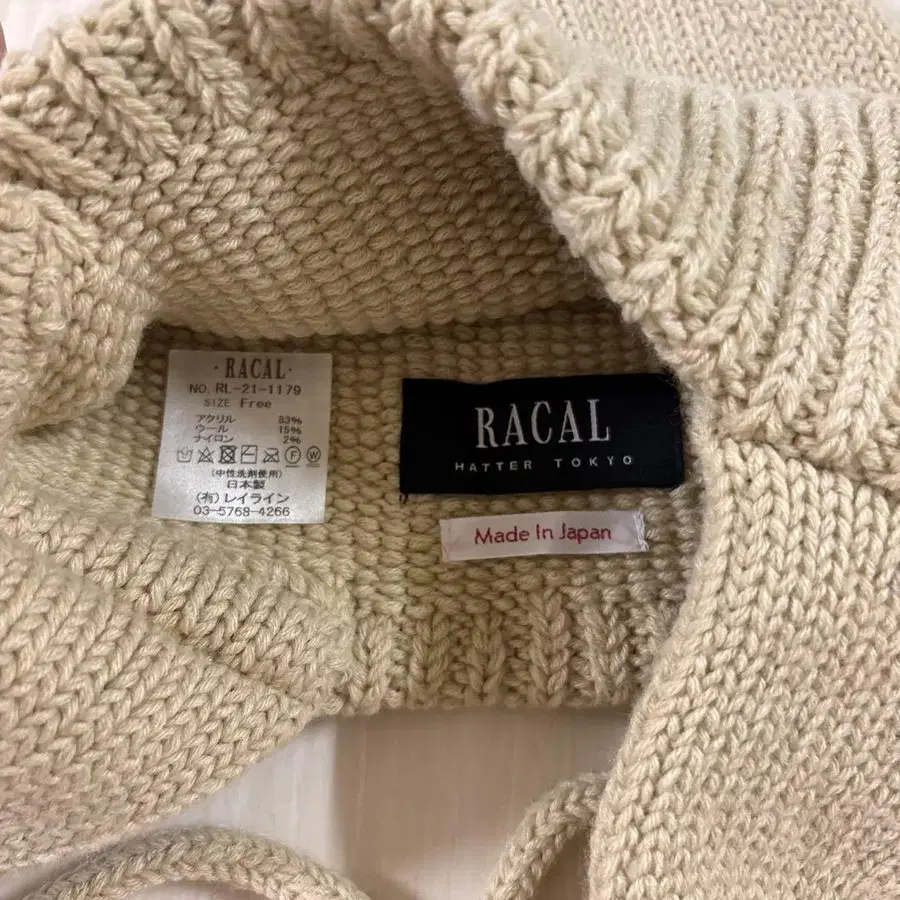 · RACAL ·
NO. RL-21-1179
SIZE Free
アクリル 83%
ウール 15%
ナイロン 2%
F W
(中性洗剤使用)
日本製
(有)レイライン
03-5768-4266
RACAL
HATTER TOKYO
Made In Japan